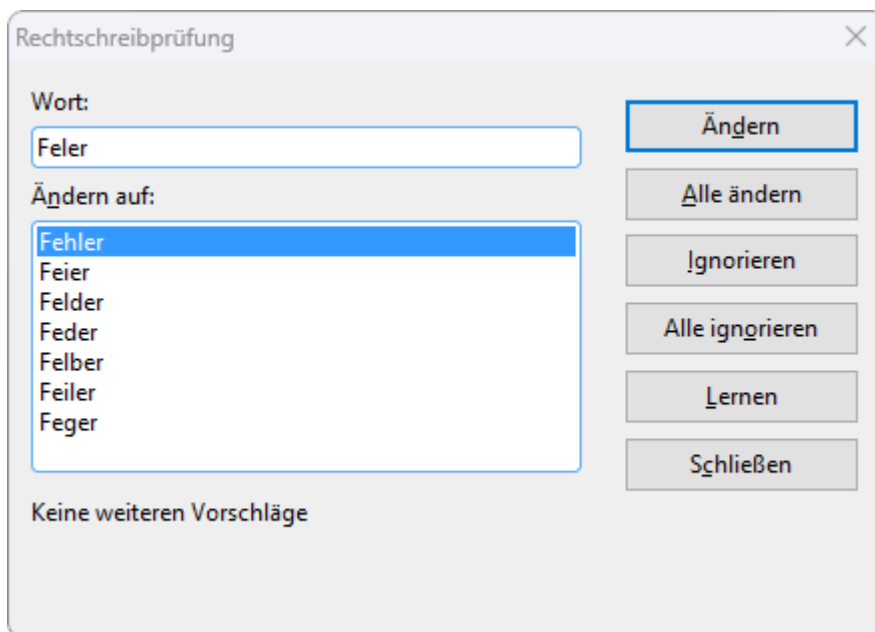 Rechtschreibprüfung
Wort:
Feler
Ändern auf:
Fehler
Feier
Felder
Feder
Felber
Feiler
Feger
Keine weiteren Vorschläge
Ändern
Alle ändern
Ignorieren
Alle ignorieren
Lernen
Schließen